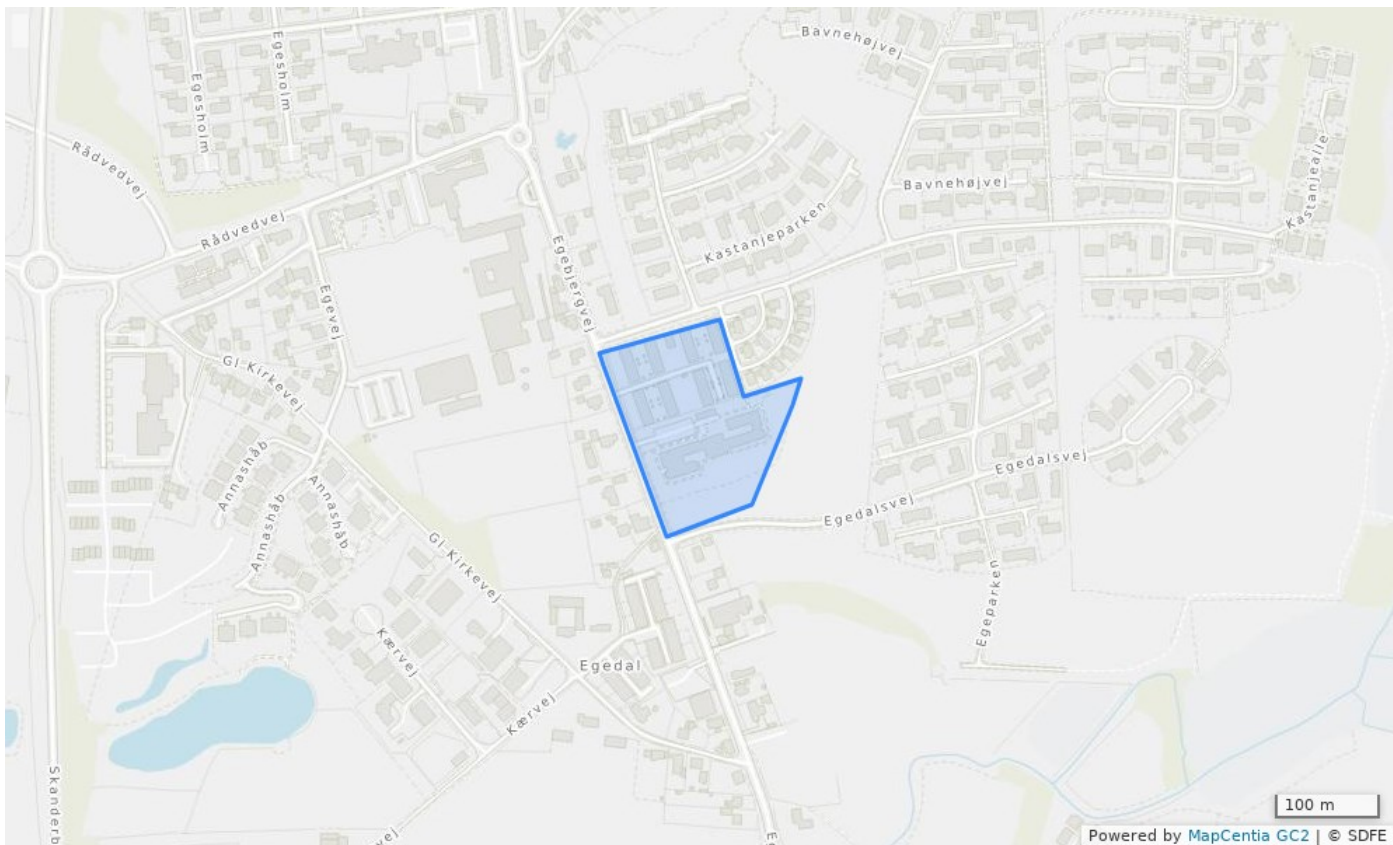 Bavnehøjvej
Egesholm
Egesholm
Rådvedvej
Bavnehøjvej
Kastanjealle
Rådvedvej
Kastanjeparken
Egebjergvej
Egevej
Gl Kirkevej
Annashåb
Annashåb
Annashåb
Egedalsvej
Egedalsvej
Gl Kirkevej
Egeparken
Kærvej
Egedal
Kærvej
Skanderb
vej
E
100 m
Powered by MapCentia GC2 | © SDFE